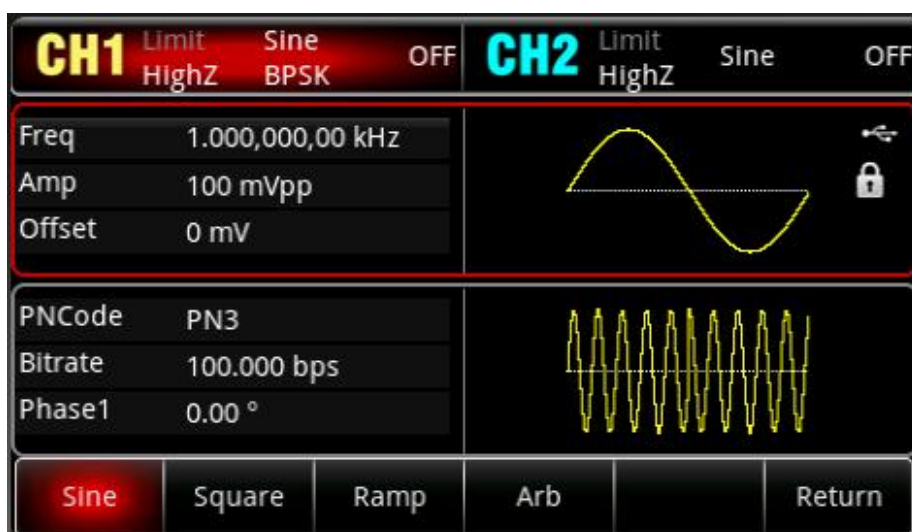 CH1 Limit Sine OFF CH2 Limit Sine OFF
HighZ BPSK HighZ
Freq 1.000,000,00 kHz
Amp 100 mVpp
Offset 0 mV
PNCode PN3
Bitrate 100.000 bps
Phase1 0.00 °
Sine Square Ramp Arb Return